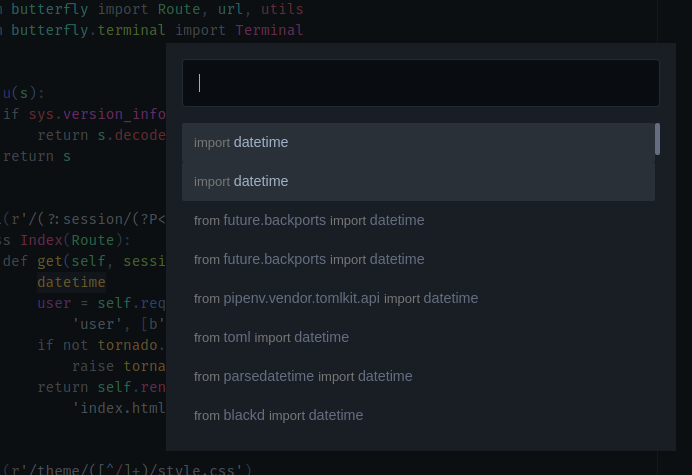 butterfly import Route, url, utils
butterfly.terminal import Terminal
u(s):
if sys.version_info
return s.decode
return s
(r'/(?:session/(?P<
ss Index(Route):
def get(self, sessi
datetime
user = self.req
'user', [b'
if not tornado.
raise torna
return self.ren
'index.html
(r'/theme/([^/]+)/style.css')
import datetime
import datetime
from future.backports import datetime
from future.backports import datetime
from pipenv.vendor.tomlkit.api import datetime
from toml import datetime
from parsedatetime import datetime
from blackd import datetime